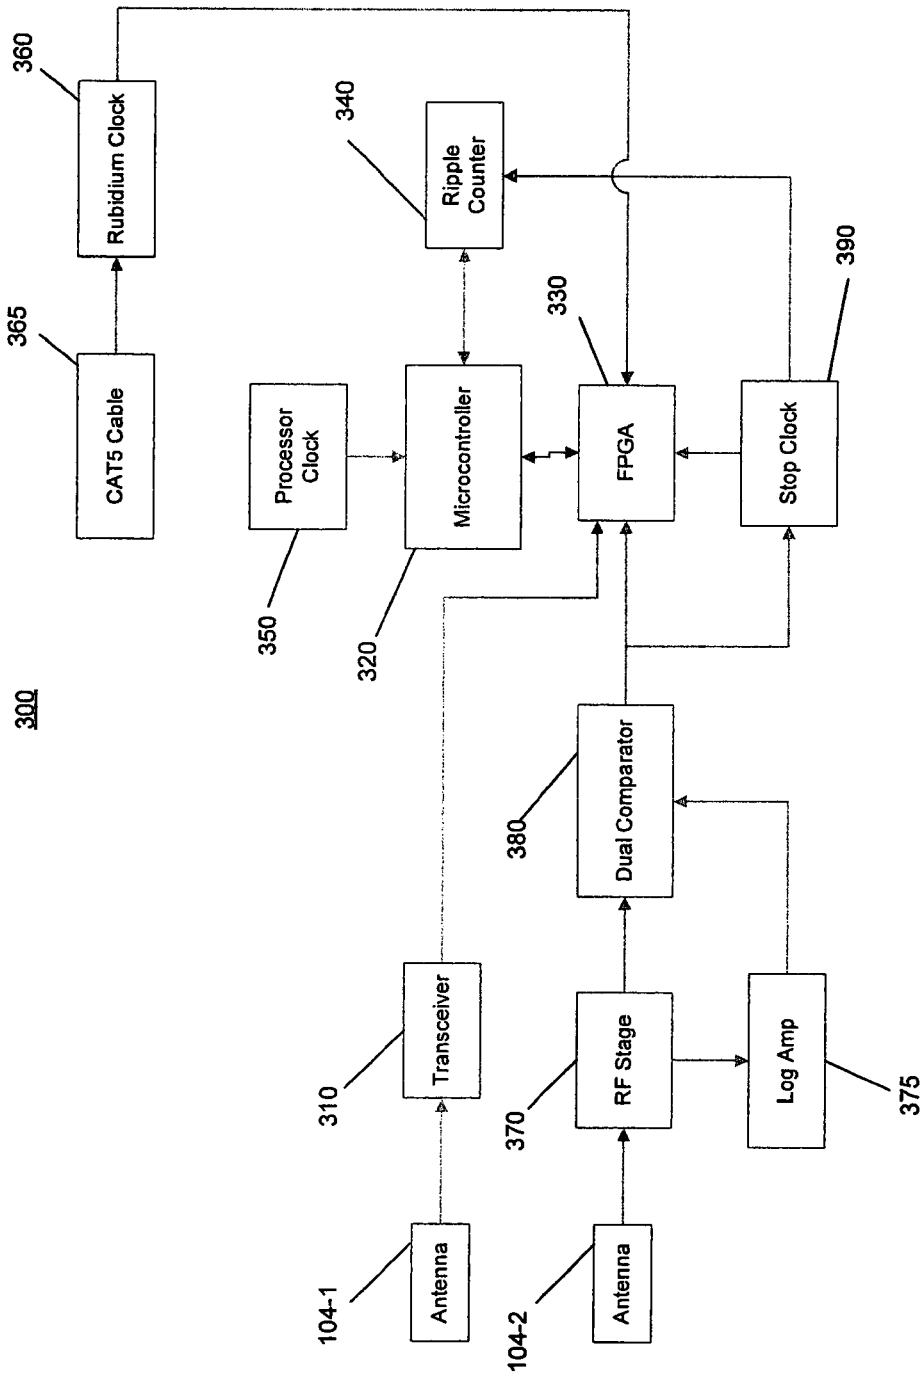 300
360
Rubidium Clock
365
CAT5 Cable
340
Ripple
Counter
350
Processor
Clock
320
Microcontroller
330
FPGA
390
Stop Clock
310
Transceiver
380
Dual Comparator
370
RF Stage
375
Log Amp
104-1
Antenna
104-2
Antenna